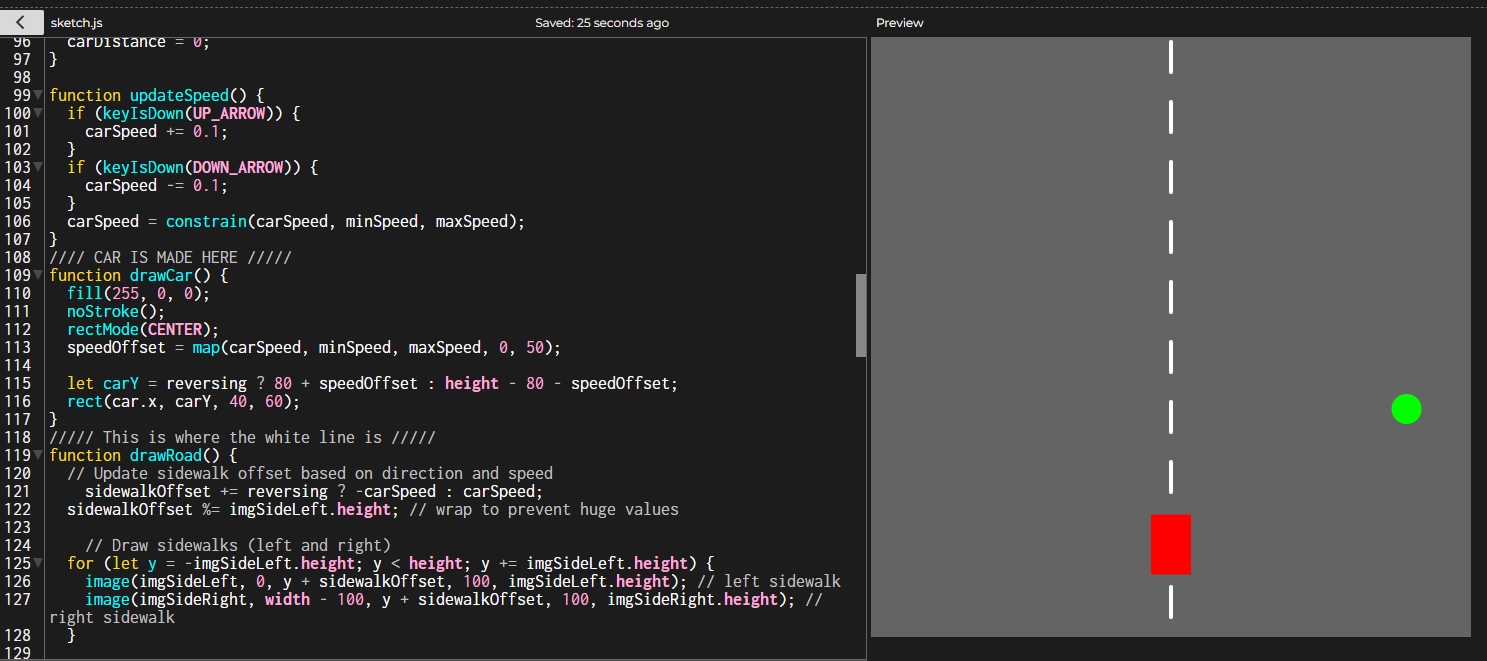 sketch.js
Saved: 25 seconds ago
Preview
96 carDistance = 0;
97 }
98
99 function updateSpeed() {
100 if (keyIsDown(UP_ARROW)) {
101 carSpeed += 0.1;
102 }
103 if (keyIsDown(DOWN_ARROW)) {
104 carSpeed -= 0.1;
105 }
106 carSpeed = constrain(carSpeed, minSpeed, maxSpeed);
107 }
108 //// CAR IS MADE HERE /////
109 function drawCar() {
110 fill(255, 0, 0);
111 noStroke();
112 rectMode(CENTER);
113 speedOffset = map(carSpeed, minSpeed, maxSpeed, 0, 50);
114
115 let carY = reversing ? 80 + speedOffset : height - 80 - speedOffset;
116 rect(car.x, carY, 40, 60);
117 }
118 ///// This is where the white line is /////
119 function drawRoad() {
120 // Update sidewalk offset based on direction and speed
121 sidewalkOffset += reversing ? -carSpeed : carSpeed;
122 sidewalkOffset %= imgSideLeft.height; // wrap to prevent huge values
123
124 // Draw sidewalks (left and right)
125 for (let y = -imgSideLeft.height; y < height; y += imgSideLeft.height) {
126 image(imgSideLeft, 0, y + sidewalkOffset, 100, imgSideLeft.height); // left sidewalk
127 image(imgSideRight, width - 100, y + sidewalkOffset, 100, imgSideRight.height); //
right sidewalk
128 }
129